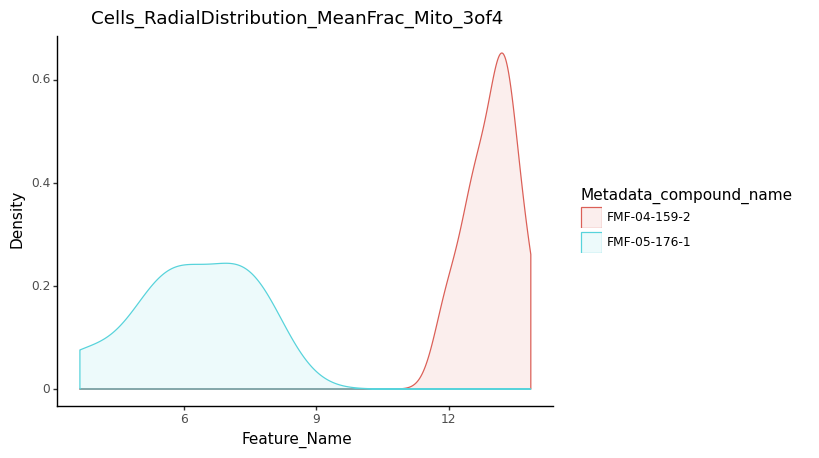 Cells_RadialDistribution_MeanFrac_Mito_3of4
0.6
0.4
0.2
0
Density
6 9 12
Feature_Name
Metadata_compound_name
FMF-04-159-2
FMF-05-176-1